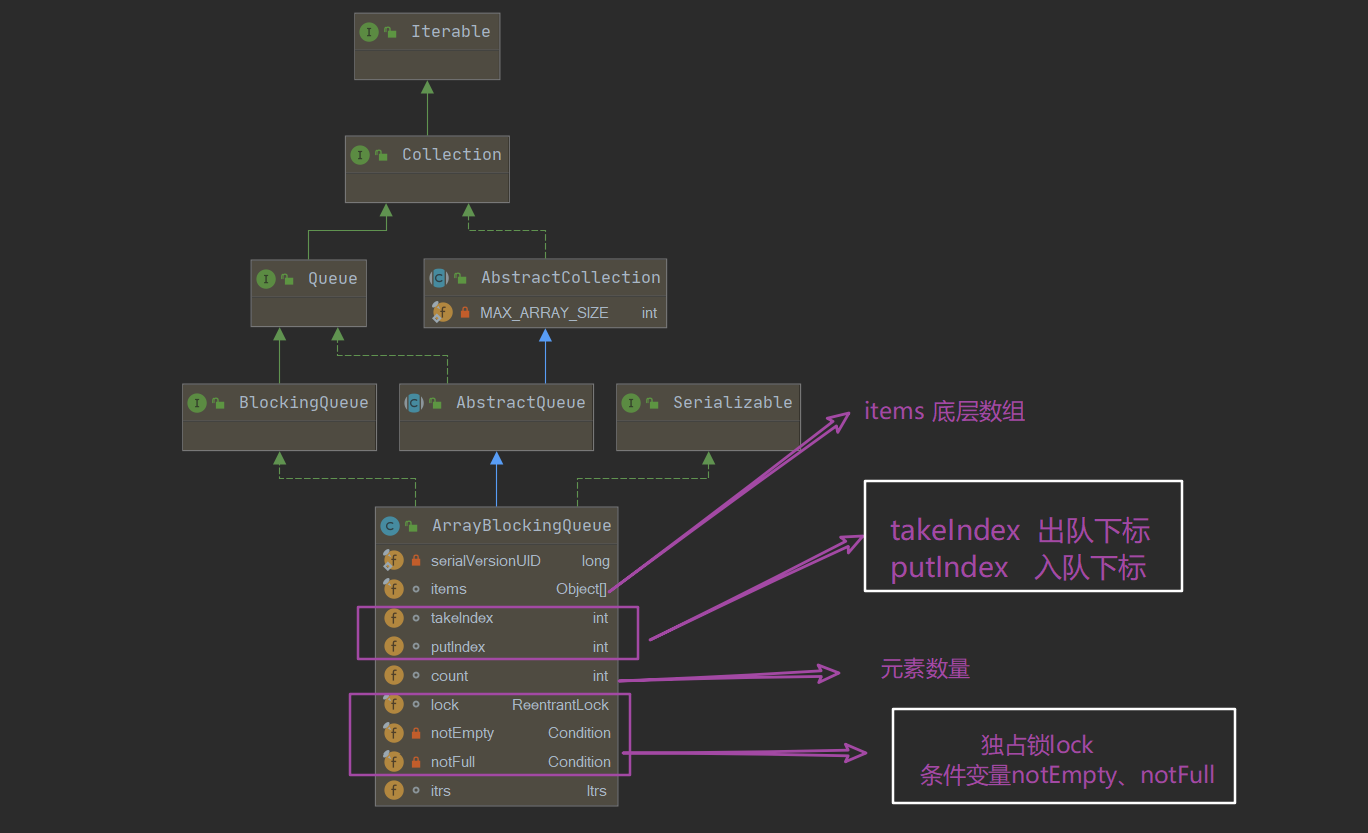 I Iterable
I Collection
I Queue
C AbstractCollection
f MAX_ARRAY_SIZE int
I BlockingQueue
C AbstractQueue
I Serializable
items 底层数组
C ArrayBlockingQueue
f serialVersionUID long
f items Object[]
f takeIndex int
f putIndex int
f count int
f lock ReentrantLock
f notEmpty Condition
f notFull Condition
f itrs Itrs
takeIndex 出队下标
putIndex 入队下标
元素数量
独占锁lock
条件变量notEmpty、notFull